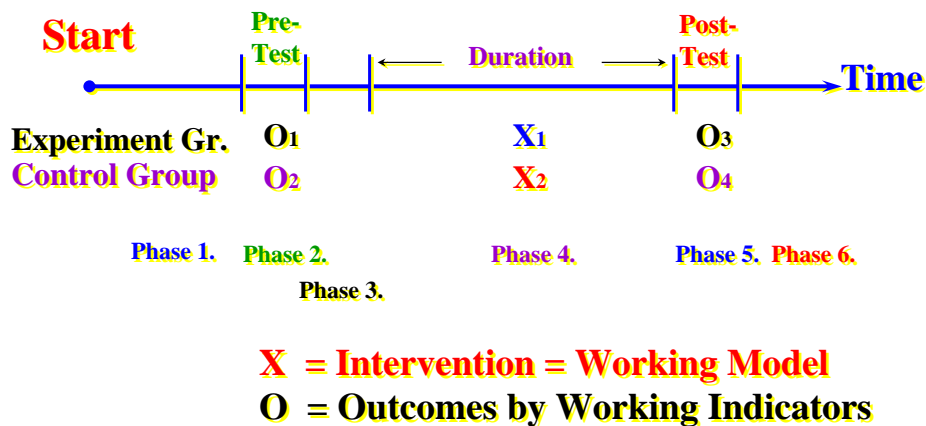 Start
Pre-
Test
Duration
Post-
Test
Time
Experiment Gr. O1 X1 O3
Control Group O2 X2 O4
Phase 1. Phase 2. Phase 4. Phase 5. Phase 6.
Phase 3.
X = Intervention = Working Model
O = Outcomes by Working Indicators